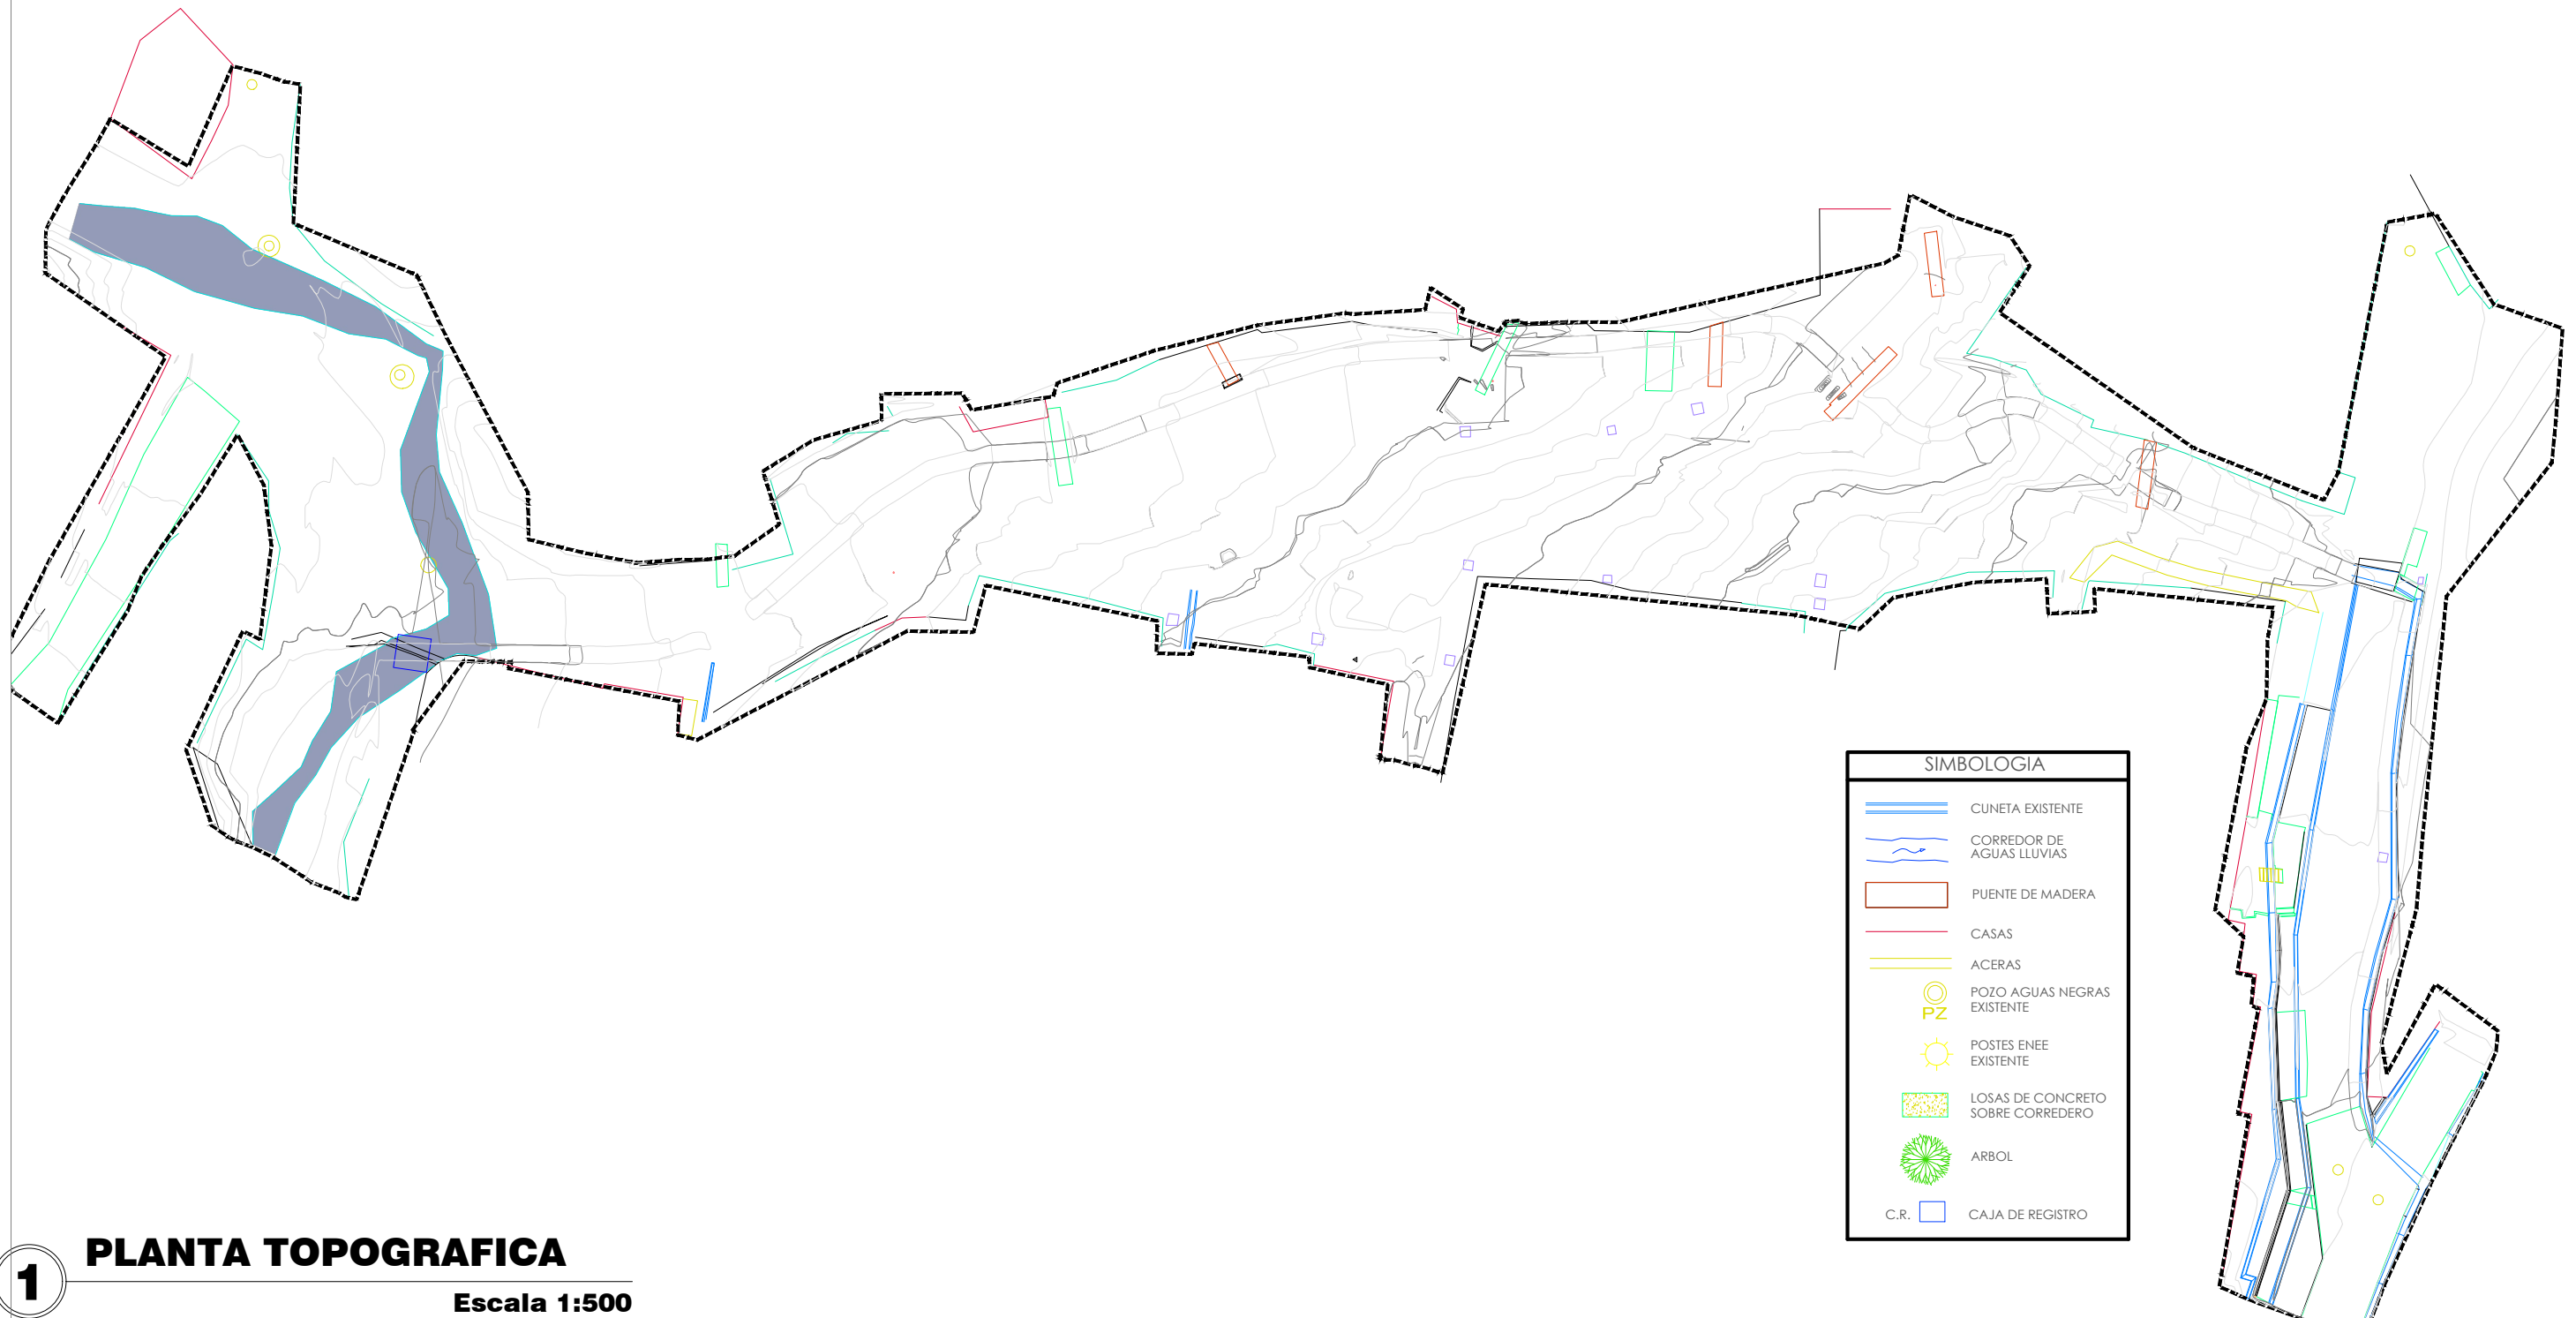 SIMBOLOGIA
CUNETA EXISTENTE
CORREDOR DE
AGUAS LLUVIAS
PUENTE DE MADERA
CASAS
ACERAS
POZO AGUAS NEGRAS
EXISTENTE
PZ
POSTES ENEE
EXISTENTE
LOSAS DE CONCRETO
SOBRE CORREDERO
ARBOL
C.R.
CAJA DE REGISTRO
1
PLANTA TOPOGRAFICA
Escala 1:500